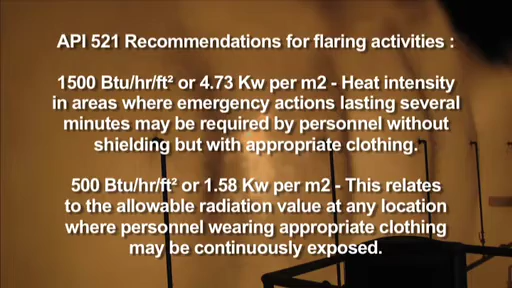 API 521 Recommendations for flaring activities :
1500 Btu/hr/ft² or 4.73 Kw per m2 - Heat intensity
in areas where emergency actions lasting several
minutes may be required by personnel without
shielding but with appropriate clothing.
500 Btu/hr/ft² or 1.58 Kw per m2 - This relates
to the allowable radiation value at any location
where personnel wearing appropriate clothing
may be continuously exposed.